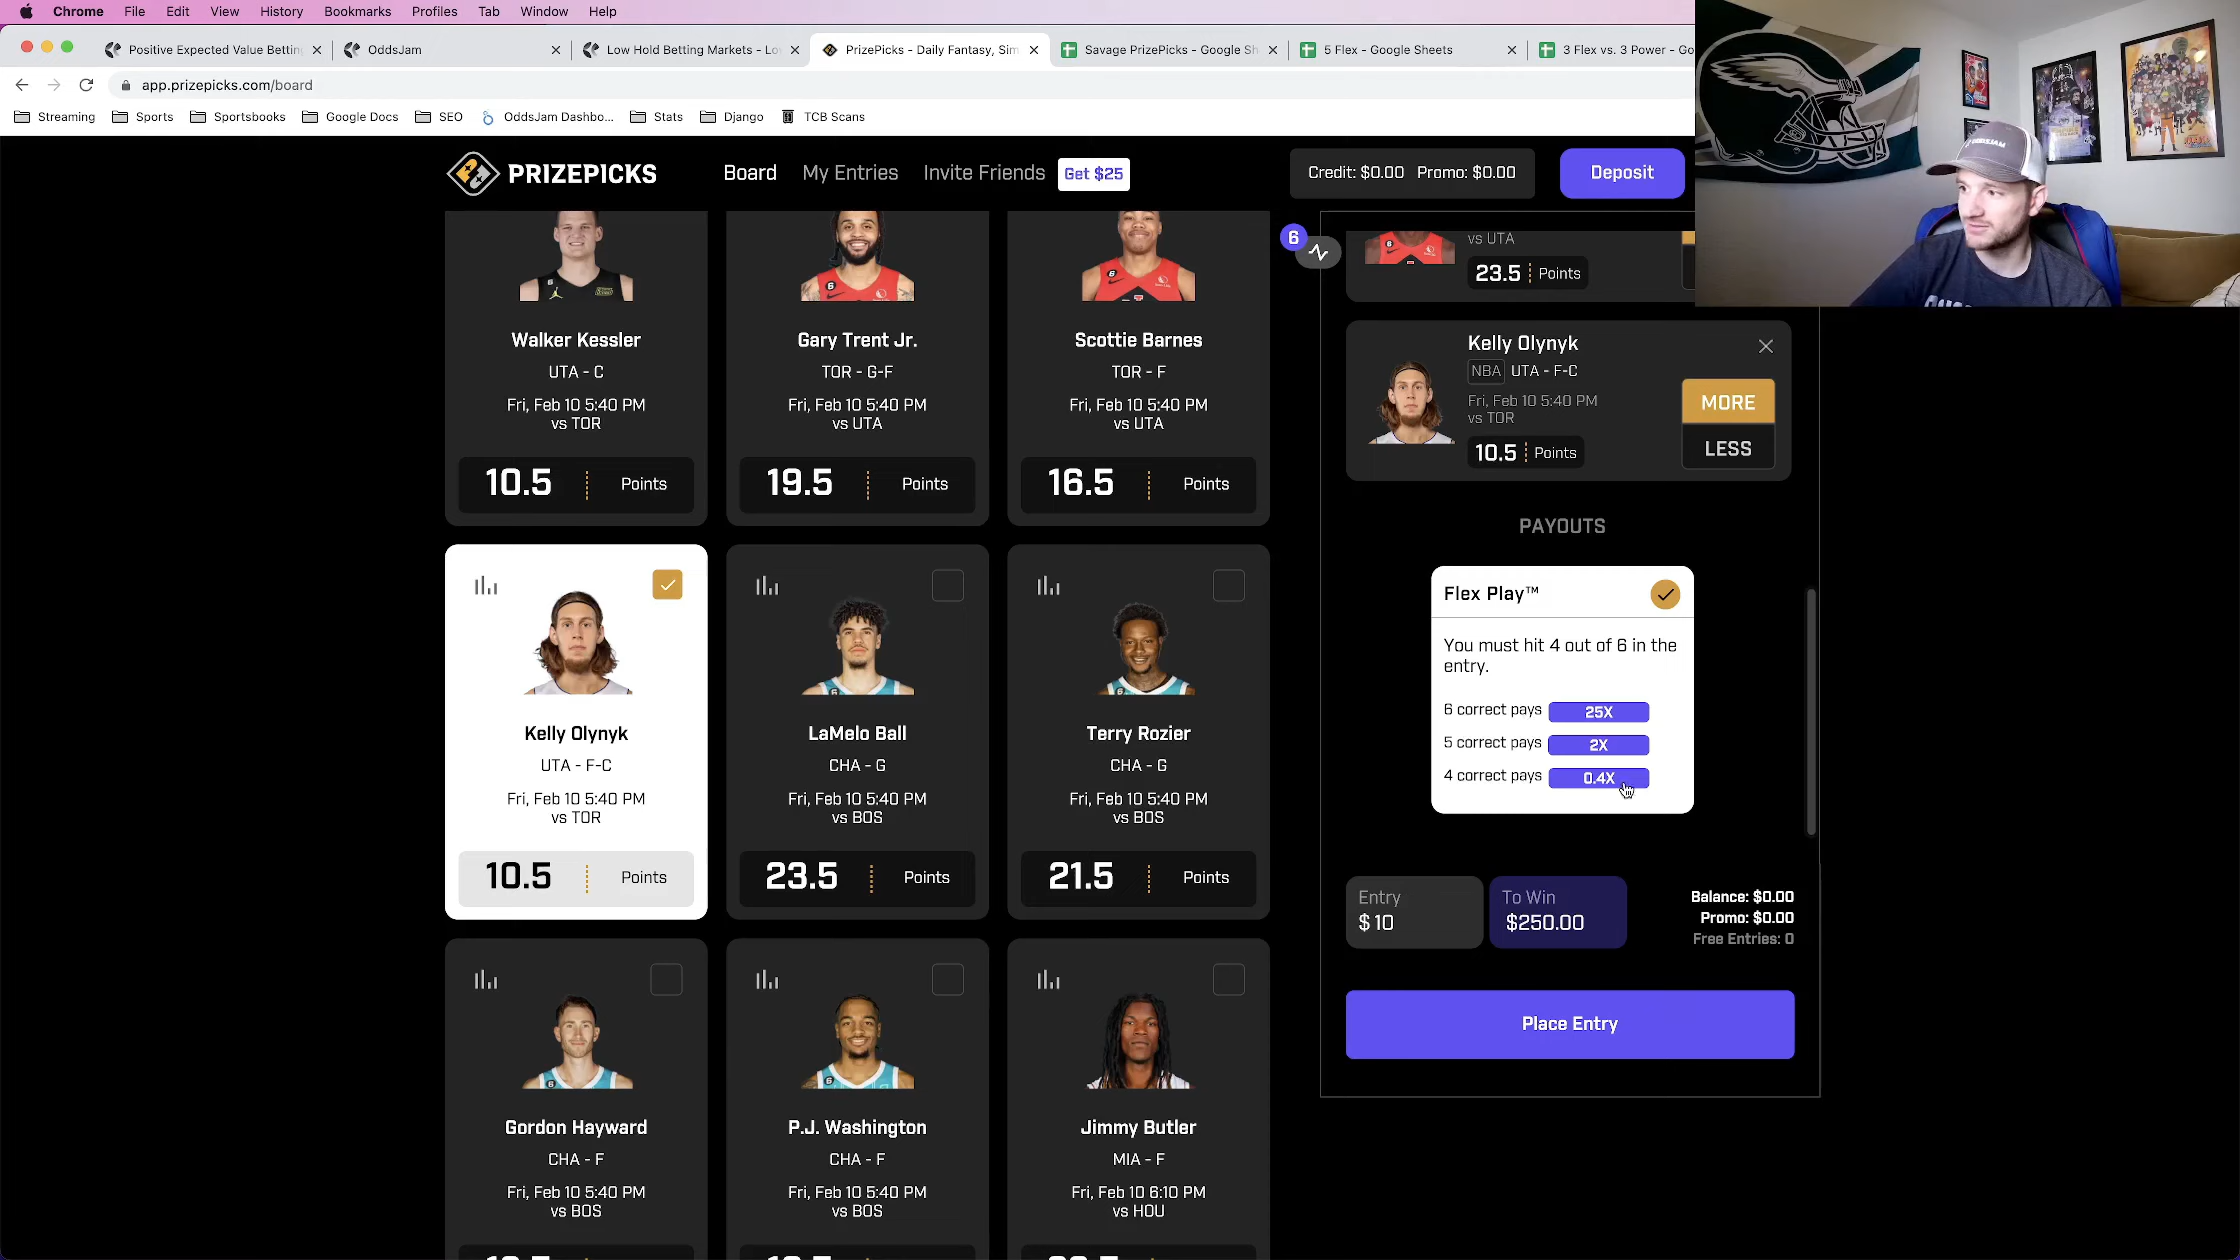 Chrome File Edit View History Bookmarks Profiles Tab Window Help
Positive Expected Value Betting
OddsJam
Low Hold Betting Markets - Lo
PrizePicks - Daily Fantasy, Sim
Savage PrizePicks - Google Sh
5 Flex - Google Sheets
3 Flex vs. 3 Power - Go
app.prizepicks.com/board
Streaming Sports Sportsbooks Google Docs SEO OddsJam Dashbo... Stats Django TCB Scans
PRIZEPICKS
Board My Entries Invite Friends Get $25
Credit: $0.00 Promo: $0.00
Deposit
Walker Kessler
UTA - C
Fri, Feb 10 5:40 PM
vs TOR
10.5 Points
Gary Trent Jr.
TOR - G-F
Fri, Feb 10 5:40 PM
vs UTA
19.5 Points
Scottie Barnes
TOR - F
Fri, Feb 10 5:40 PM
vs UTA
16.5 Points
Kelly Olynyk
UTA - F-C
Fri, Feb 10 5:40 PM
vs TOR
10.5 Points
LaMelo Ball
CHA - G
Fri, Feb 10 5:40 PM
vs BOS
23.5 Points
Terry Rozier
CHA - G
Fri, Feb 10 5:40 PM
vs BOS
21.5 Points
Gordon Hayward
CHA - F
Fri, Feb 10 5:40 PM
vs BOS
P.J. Washington
CHA - F
Fri, Feb 10 5:40 PM
vs BOS
Jimmy Butler
MIA - F
Fri, Feb 10 6:10 PM
vs HOU
6
vs UTA
23.5 Points
Kelly Olynyk
NBA UTA - F-C
Fri, Feb 10 5:40 PM
vs TOR
10.5 Points
MORE
LESS
PAYOUTS
Flex Play™
You must hit 4 out of 6 in the
entry.
6 correct pays 25X
5 correct pays 2X
4 correct pays 0.4X
Entry
$ 10
To Win
$250.00
Balance: $0.00
Promo: $0.00
Free Entries: 0
Place Entry